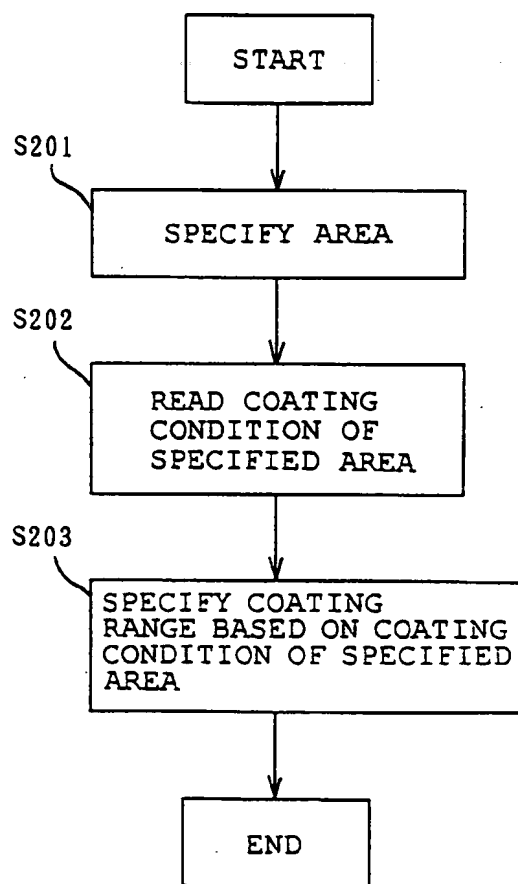 START
S201
SPECIFY AREA
S202
READ COATING
CONDITION OF
SPECIFIED AREA
S203
SPECIFY COATING
RANGE BASED ON COATING
CONDITION OF SPECIFIED
AREA
END